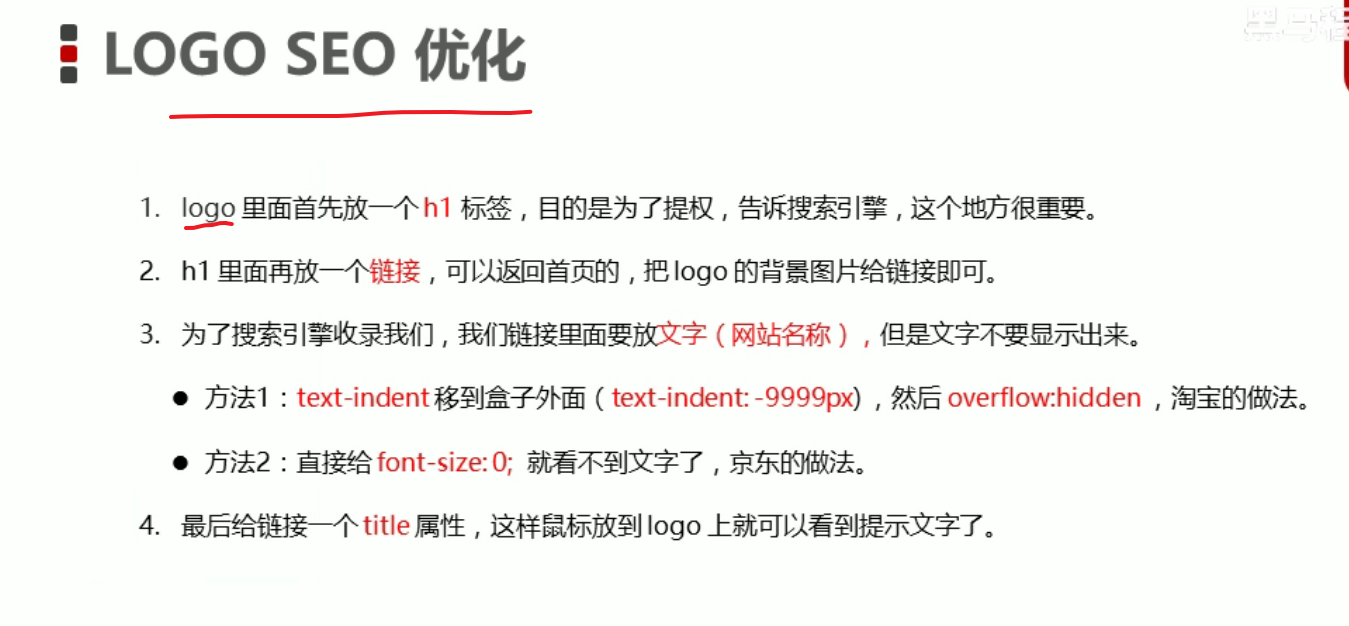 黑马程
LOGO SEO 优化
1. logo 里面首先放一个 h1 标签，目的是为了提权，告诉搜索引擎，这个地方很重要。
2. h1 里面再放一个链接，可以返回首页的，把 logo 的背景图片给链接即可。
3. 为了搜索引擎收录我们，我们链接里面要放文字（网站名称），但是文字不要显示出来。
● 方法1：text-indent 移到盒子外面（text-indent: -9999px)，然后 overflow:hidden ，淘宝的做法。
● 方法2：直接给 font-size: 0; 就看不到文字了，京东的做法。
4. 最后给链接一个 title 属性，这样鼠标放到 logo 上就可以看到提示文字了。